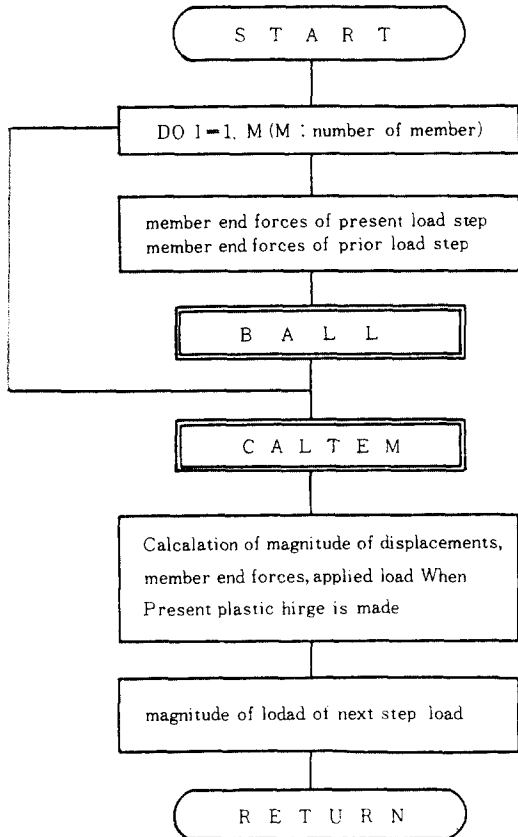 S T A R T
DO I=1, M (M : number of member)
member end forces of present load step
member end forces of prior load step
B A L L
C A L T E M
Calcalation of magnitude of displacements,
member end forces, applied load When
Present plastic hirge is made
magnitude of lodad of next step load
R E T U R N